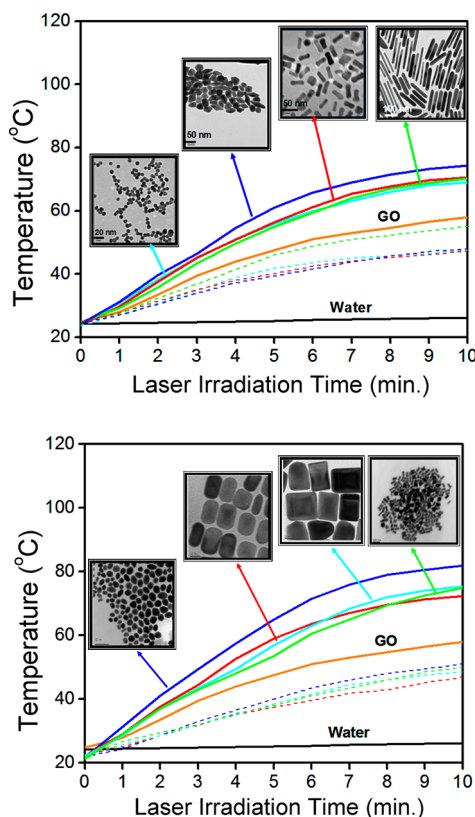 120
100
80
60
40
20
Temperature (°C)
50 nm
50 nm
20 nm
GO
Water
0 1 2 3 4 5 6 7 8 9 10
Laser Irradiation Time (min.)
120
100
80
60
40
20
Temperature (°C)
GO
Water
0 1 2 3 4 5 6 7 8 9 10
Laser Irradiation Time (min.)